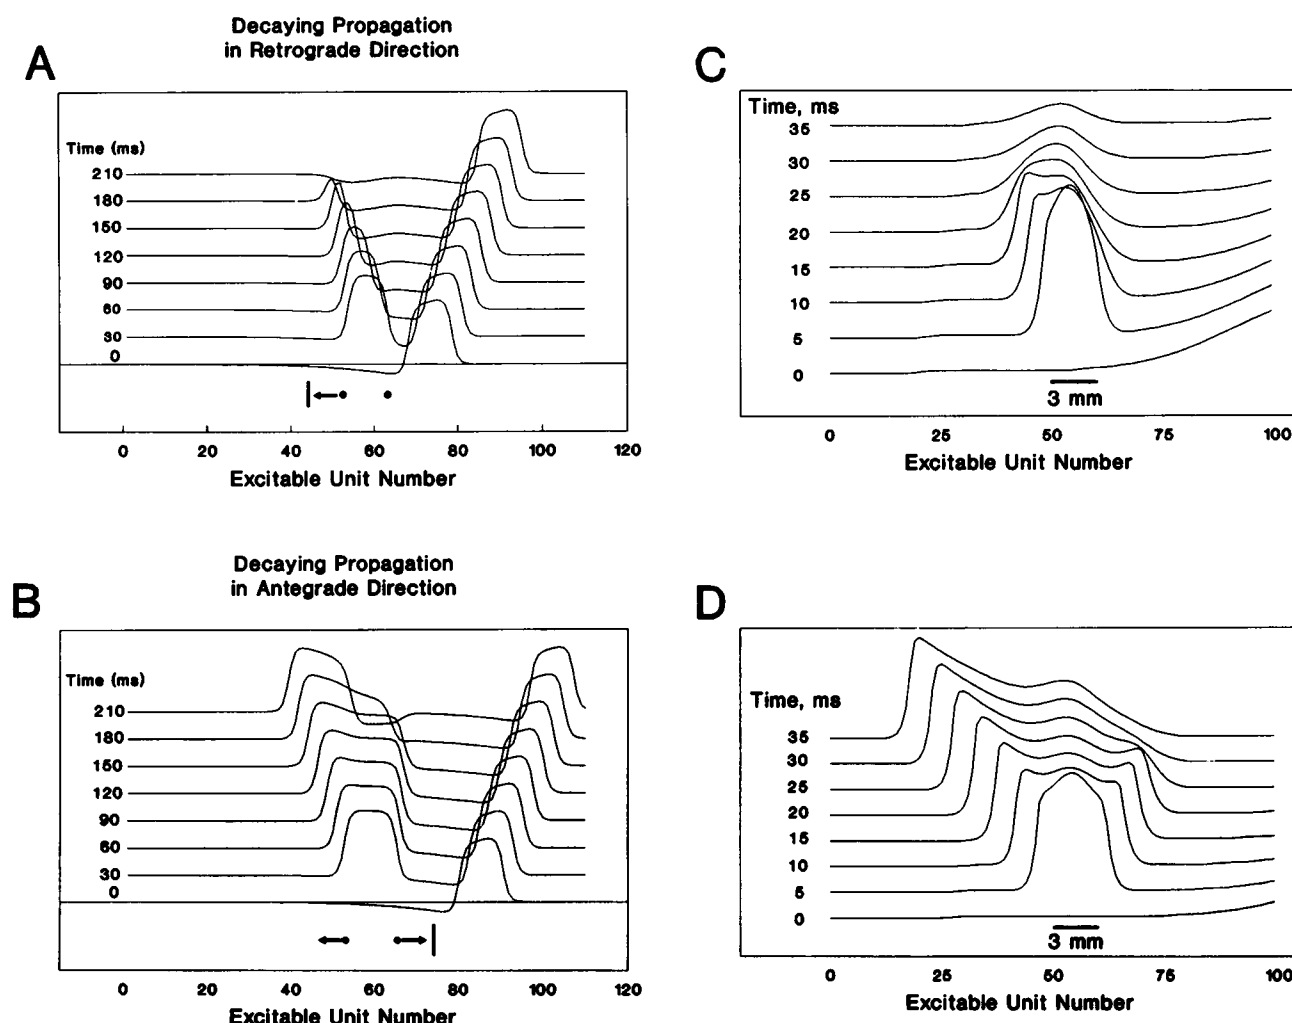 A
Decaying Propagation
in Retrograde Direction
Time (ms)
210
180
150
120
90
60
30
0
0 20 40 60 80 100 120
Excitable Unit Number
C
Time, ms
35
30
25
20
15
10
5
0
3 mm
0 25 50 75 100
Excitable Unit Number
B
Decaying Propagation
in Antegrade Direction
Time (ms)
210
180
150
120
90
60
30
0
0 20 40 60 80 100 120
Excitable Unit Number
D
Time, ms
35
30
25
20
15
10
5
0
3 mm
0 25 50 75 100
Excitable Unit Number